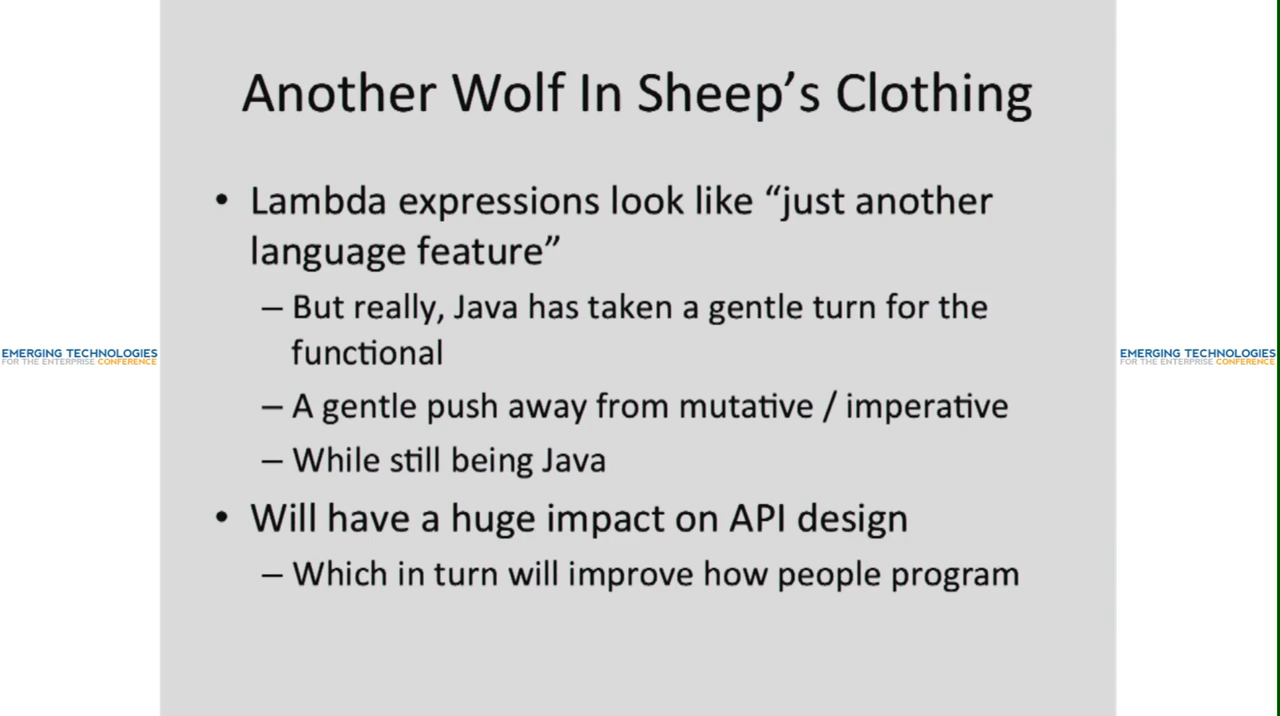 Another Wolf In Sheep’s Clothing
• Lambda expressions look like “just another
language feature”
– But really, Java has taken a gentle turn for the
functional
– A gentle push away from mutative / imperative
– While still being Java
• Will have a huge impact on API design
– Which in turn will improve how people program
EMERGING TECHNOLOGIES
FOR THE ENTERPRISE CONFERENCE
EMERGING TECHNOLOGIES
FOR THE ENTERPRISE CONFERENCE